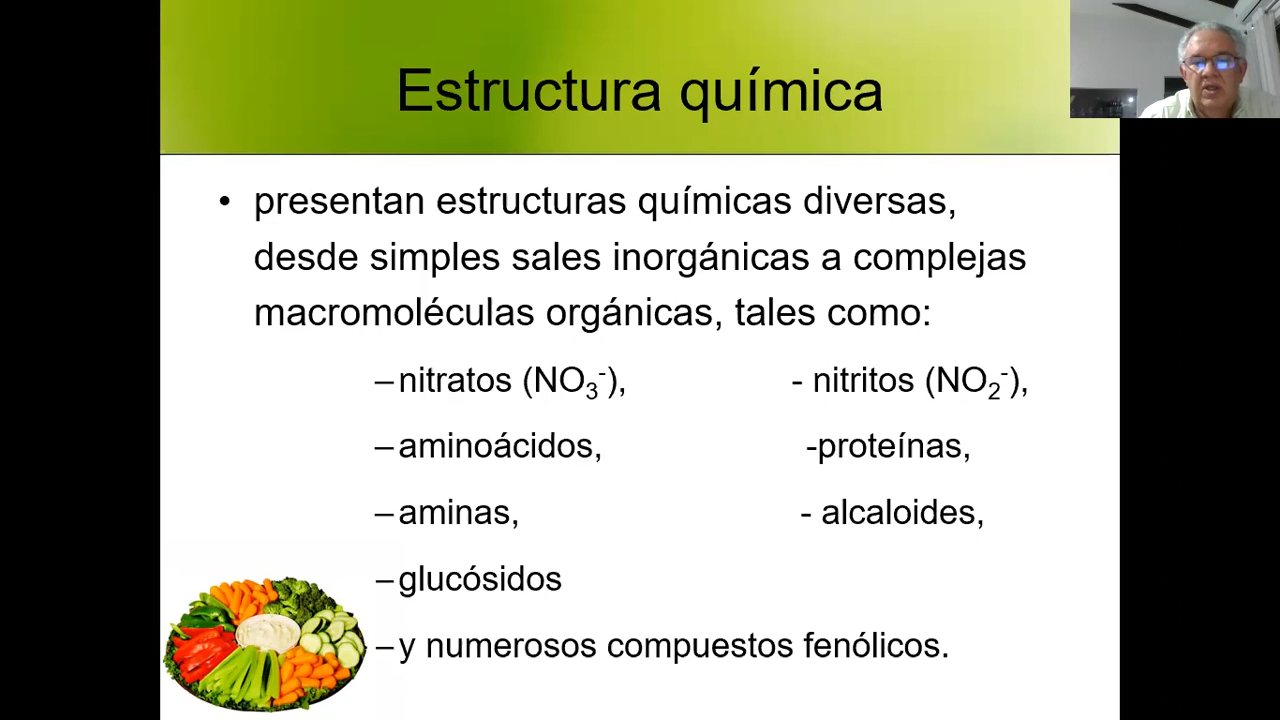 Estructura química
• presentan estructuras químicas diversas,
desde simples sales inorgánicas a complejas
macromoléculas orgánicas, tales como:
–nitratos (NO₃⁻), - nitritos (NO₂⁻),
–aminoácidos, -proteínas,
–aminas, - alcaloides,
–glucósidos
–y numerosos compuestos fenólicos.